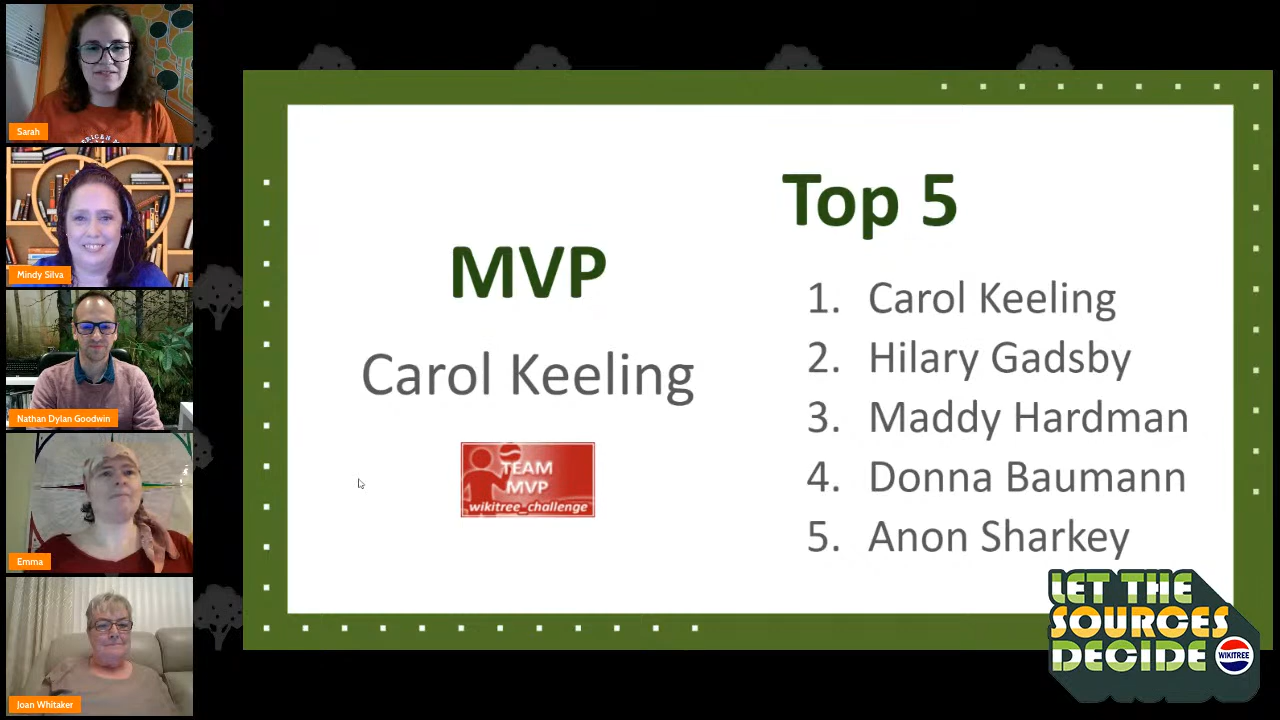 Sarah
Mindy Silva
Nathan Dylan Goodwin
Emma
Joan Whitaker
MVP
Carol Keeling
TEAM
MVP
wikitree_challenge
Top 5
1. Carol Keeling
2. Hilary Gadsby
3. Maddy Hardman
4. Donna Baumann
5. Anon Sharkey
LET THE
SOURCES
DECIDE
WIKITREE